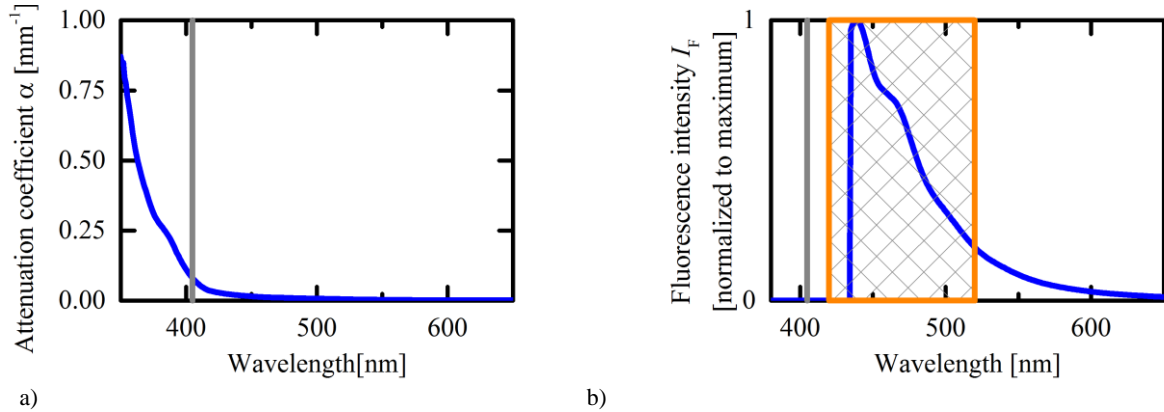 Attenuation coefficient α [mm⁻¹]
1.00
0.75
0.50
0.25
0.00
400
500
600
Wavelength[nm]
a)
Fluorescence intensity I_F
[normalized to maximum]
1
0
400
500
600
Wavelength [nm]
b)